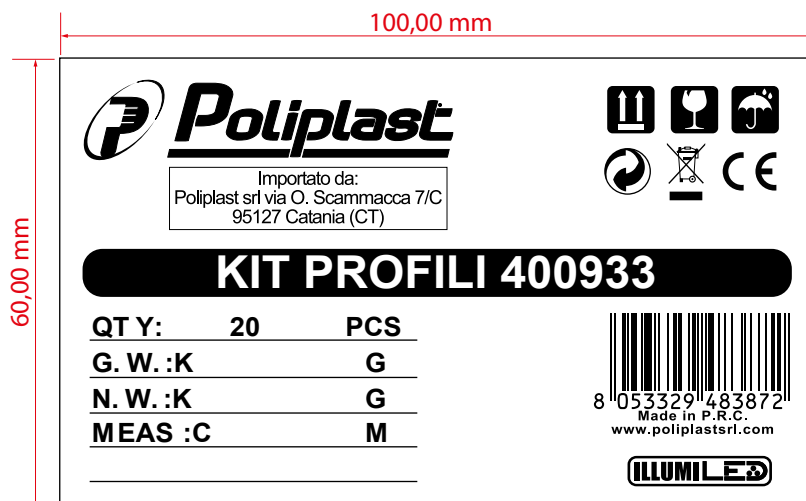 100,00 mm
60,00 mm
Poliplast
Importato da:
Poliplast srl via O. Scammacca 7/C
95127 Catania (CT)
CE
KIT PROFILI 400933
QT Y: 20 PCS
G. W. :K G
N. W. :K G
MEAS :C M
8 053329 483872
Made in P.R.C.
www.poliplastsrl.com
ILLUMILED